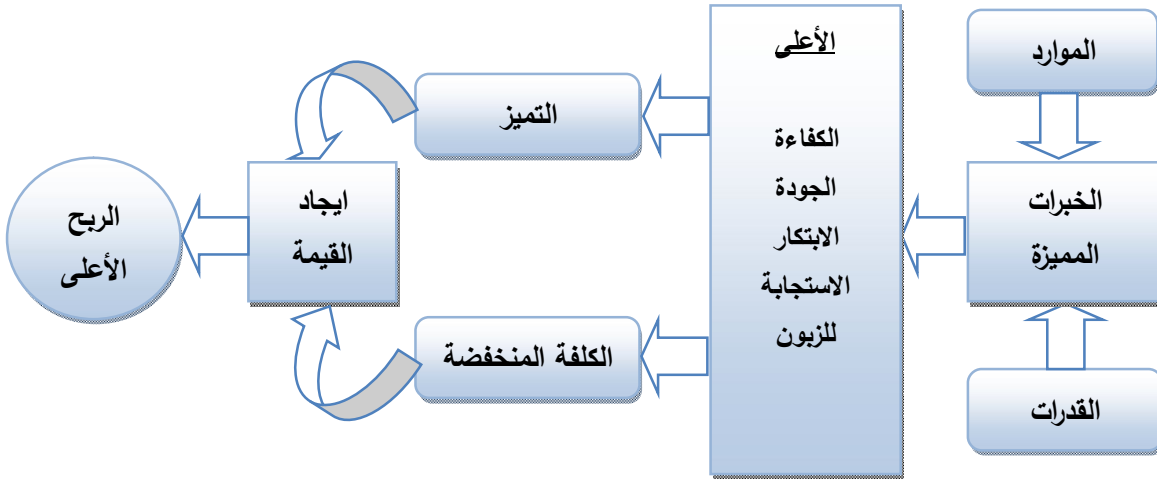 الموارد
الخبرات
المميزة
القدرات
الأعلى
الكفاءة
الجودة
الابتكار
الاستجابة
للزبون
التميز
الكلفة المنخفضة
ايجاد
القيمة
الربح
الأعلى